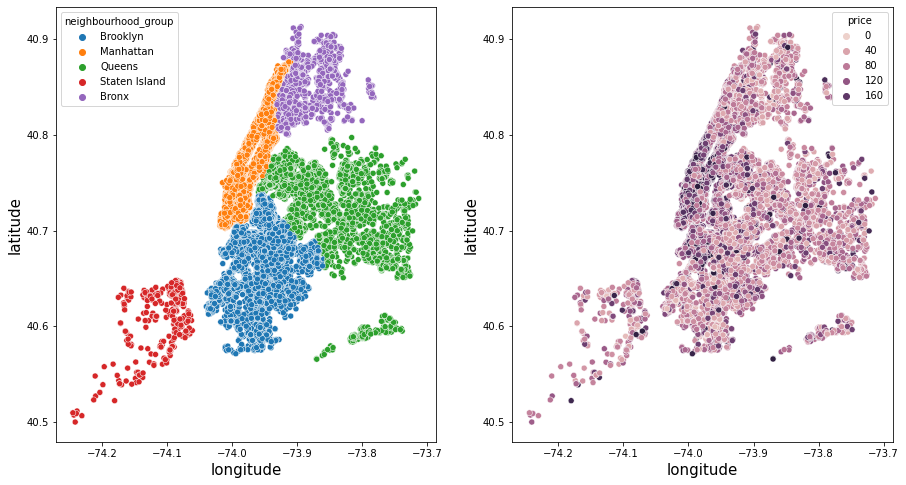 neighbourhood_group
Brooklyn
Manhattan
Queens
Staten Island
Bronx
40.9
40.8
40.7
40.6
40.5
latitude
−74.2
−74.1
−74.0
−73.9
−73.8
−73.7
longitude
price
0
40
80
120
160
40.9
40.8
40.7
40.6
40.5
latitude
−74.2
−74.1
−74.0
−73.9
−73.8
−73.7
longitude